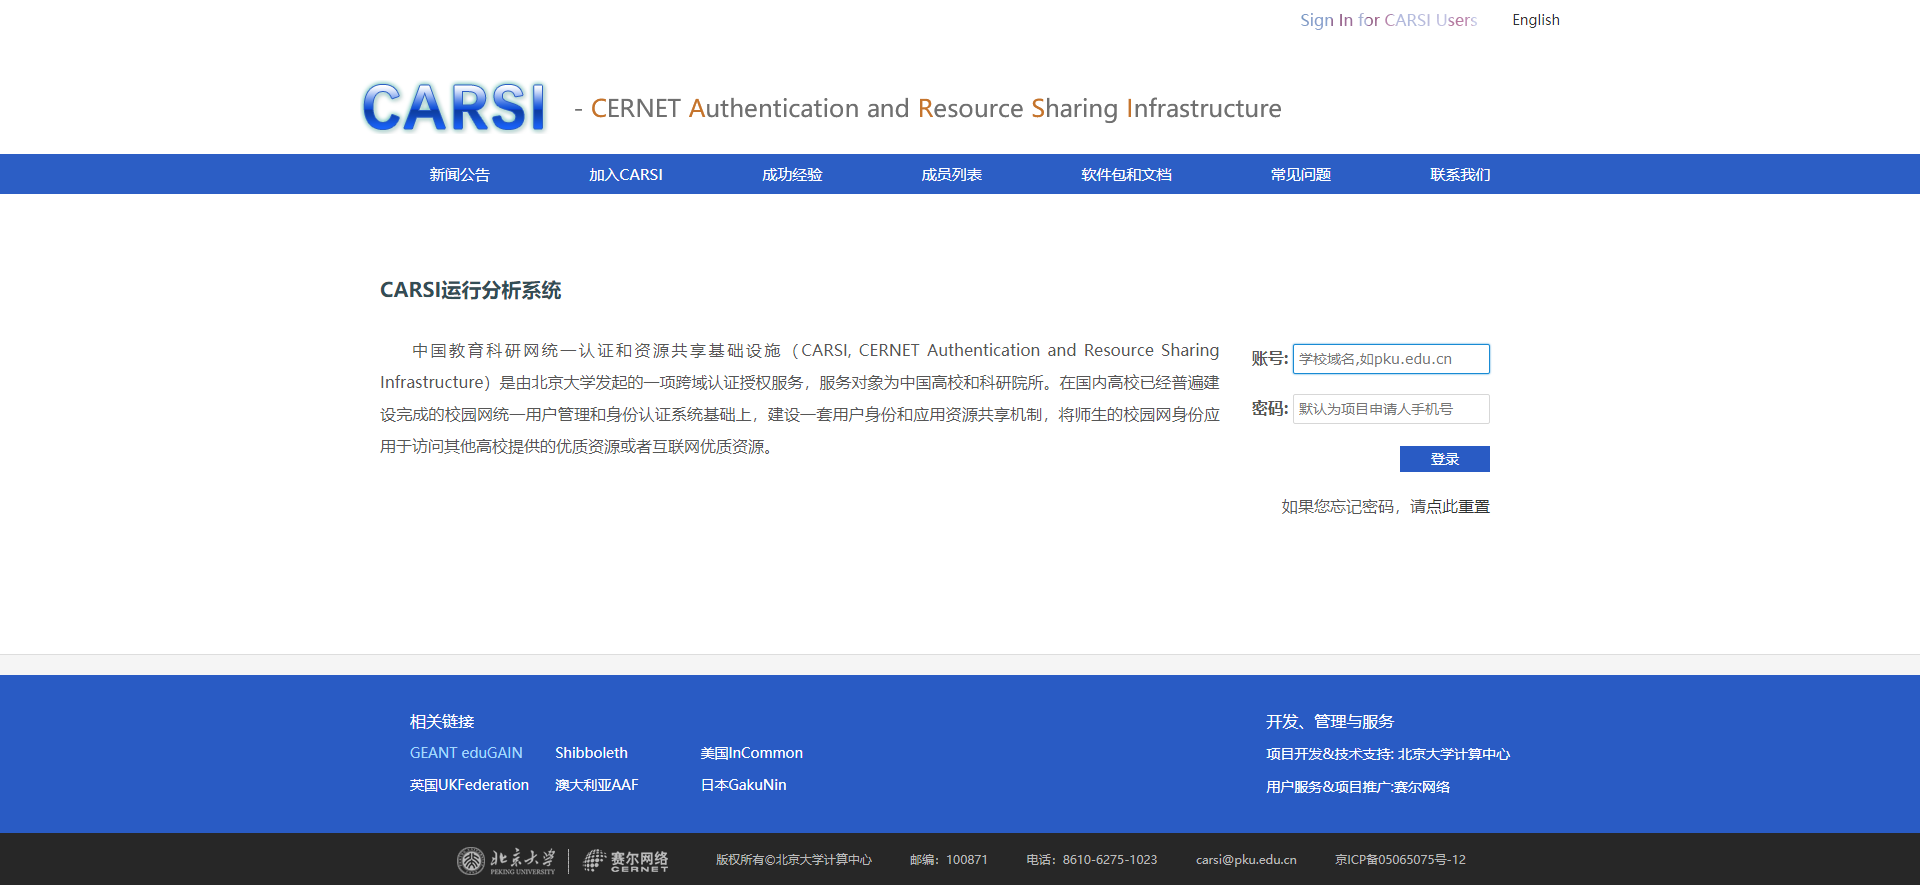 Sign In for CARSI Users English
CARSI - CERNET Authentication and Resource Sharing Infrastructure
新闻公告 加入CARSI 成功经验 成员列表 软件包和文档 常见问题 联系我们
CARSI运行分析系统
中国教育科研网统一认证和资源共享基础设施（CARSI, CERNET Authentication and Resource Sharing
Infrastructure）是由北京大学发起的一项跨域认证授权服务，服务对象为中国高校和科研院所。在国内高校已经普遍建
设完成的校园网统一用户管理和身份认证系统基础上，建设一套用户身份和应用资源共享机制，将师生的校园网身份应
用于访问其他高校提供的优质资源或者互联网优质资源。
账号: 学校域名,如pku.edu.cn
密码: 默认为项目申请人手机号
登录
如果您忘记密码，请点此重置
相关链接
GEANT eduGAIN Shibboleth 美国InCommon
英国UKFederation 澳大利亚AAF 日本GakuNin
开发、管理与服务
项目开发&技术支持: 北京大学计算中心
用户服务&项目推广:赛尔网络
北京大学 PEKING UNIVERSITY 赛尔网络 CERNET 版权所有©北京大学计算中心 邮编：100871 电话：8610-6275-1023 carsi@pku.edu.cn 京ICP备05065075号-12